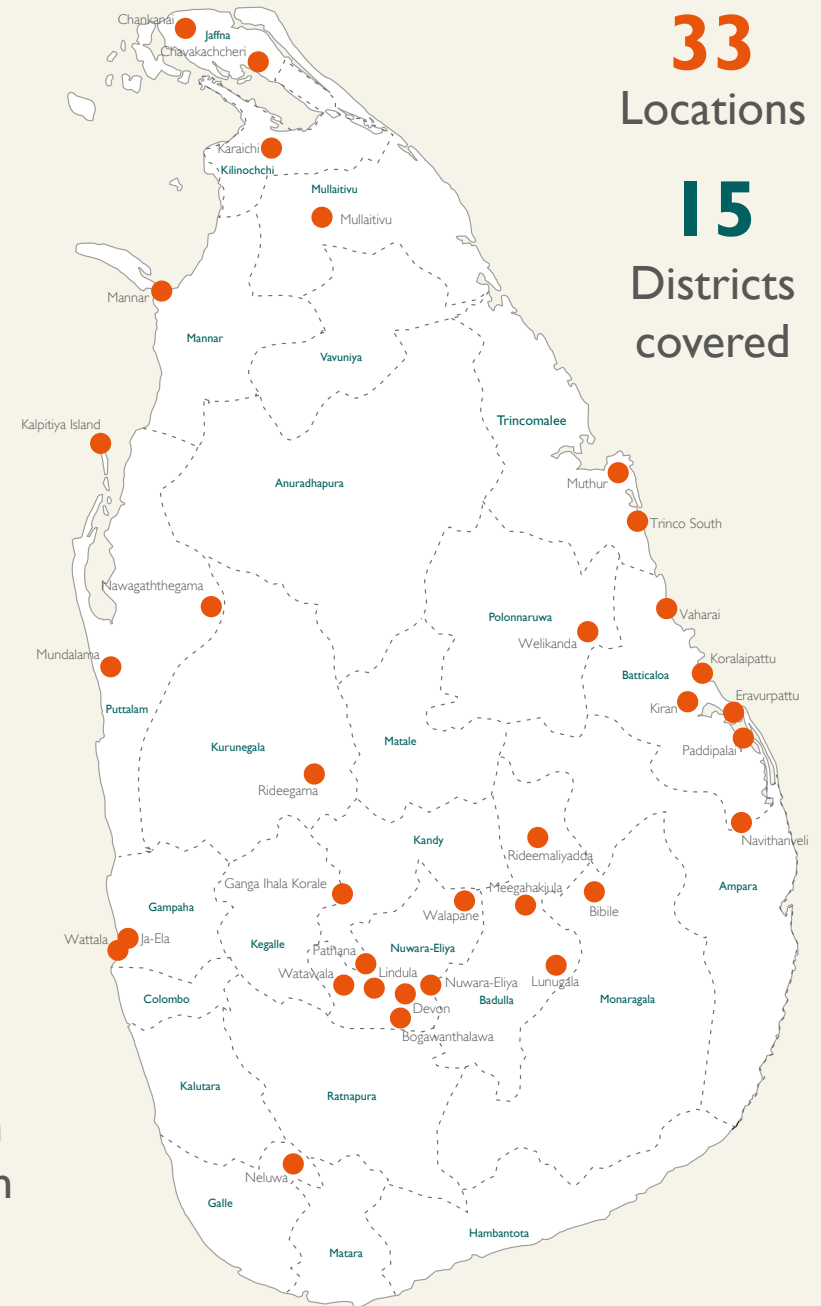 33
Locations
15
Districts
covered
Chankanai
Jaffna
Chavakachcheri
Karaichi
Kilinochchi
Mullaitivu
Mullaitivu
Mannar
Mannar
Vavuniya
Kalpitiya Island
Trincomalee
Anuradhapura
Muthur
Trinco South
Nawagaththegama
Polonnaruwa
Vaharai
Welikanda
Mundalama
Koralaipattu
Batticaloa
Eravurpattu
Kiran
Puttalam
Kurunegala
Matale
Paddipalai
Rideegama
Kandy
Navithanveli
Rideemaliyadda
Ganga Ihala Korale
Meegahakiula
Ampara
Gampaha
Walapane
Bibile
Wattala
Ja-Ela
Kegalle
Pathana
Nuwara-Eliya
Watawala
Lindula
Nuwara-Eliya
Lunugala
Colombo
Badulla
Monaragala
Devon
Bogawanthalawa
Kalutara
Ratnapura
n
Neluwa
Galle
Hambantota
Matara